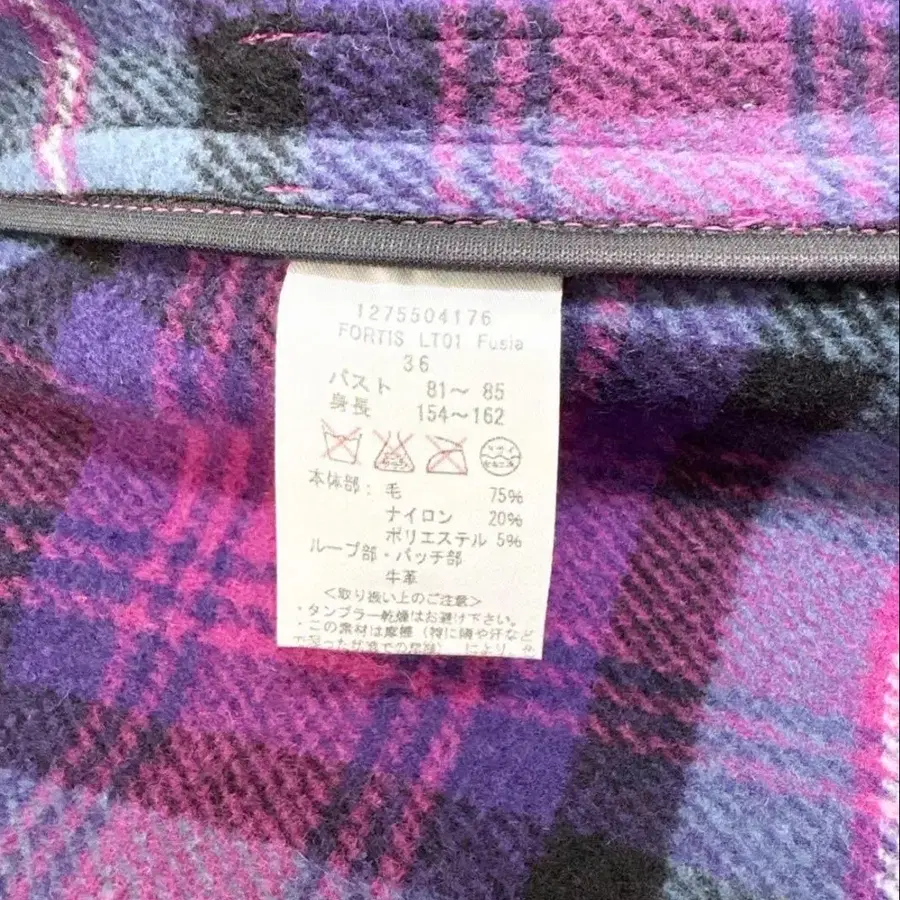 1275504176
FORTIS LT01 Fusia
36
バスト 81～ 85
身長 154～162
本体部: 毛 75%
ナイロン 20%
ポリエステル 5%
ループ部・パッチ部
牛革
＜取り扱い上のご注意＞
・タンブラー乾燥はお避け下さい。
・この素材は摩擦（特に雨や汗など